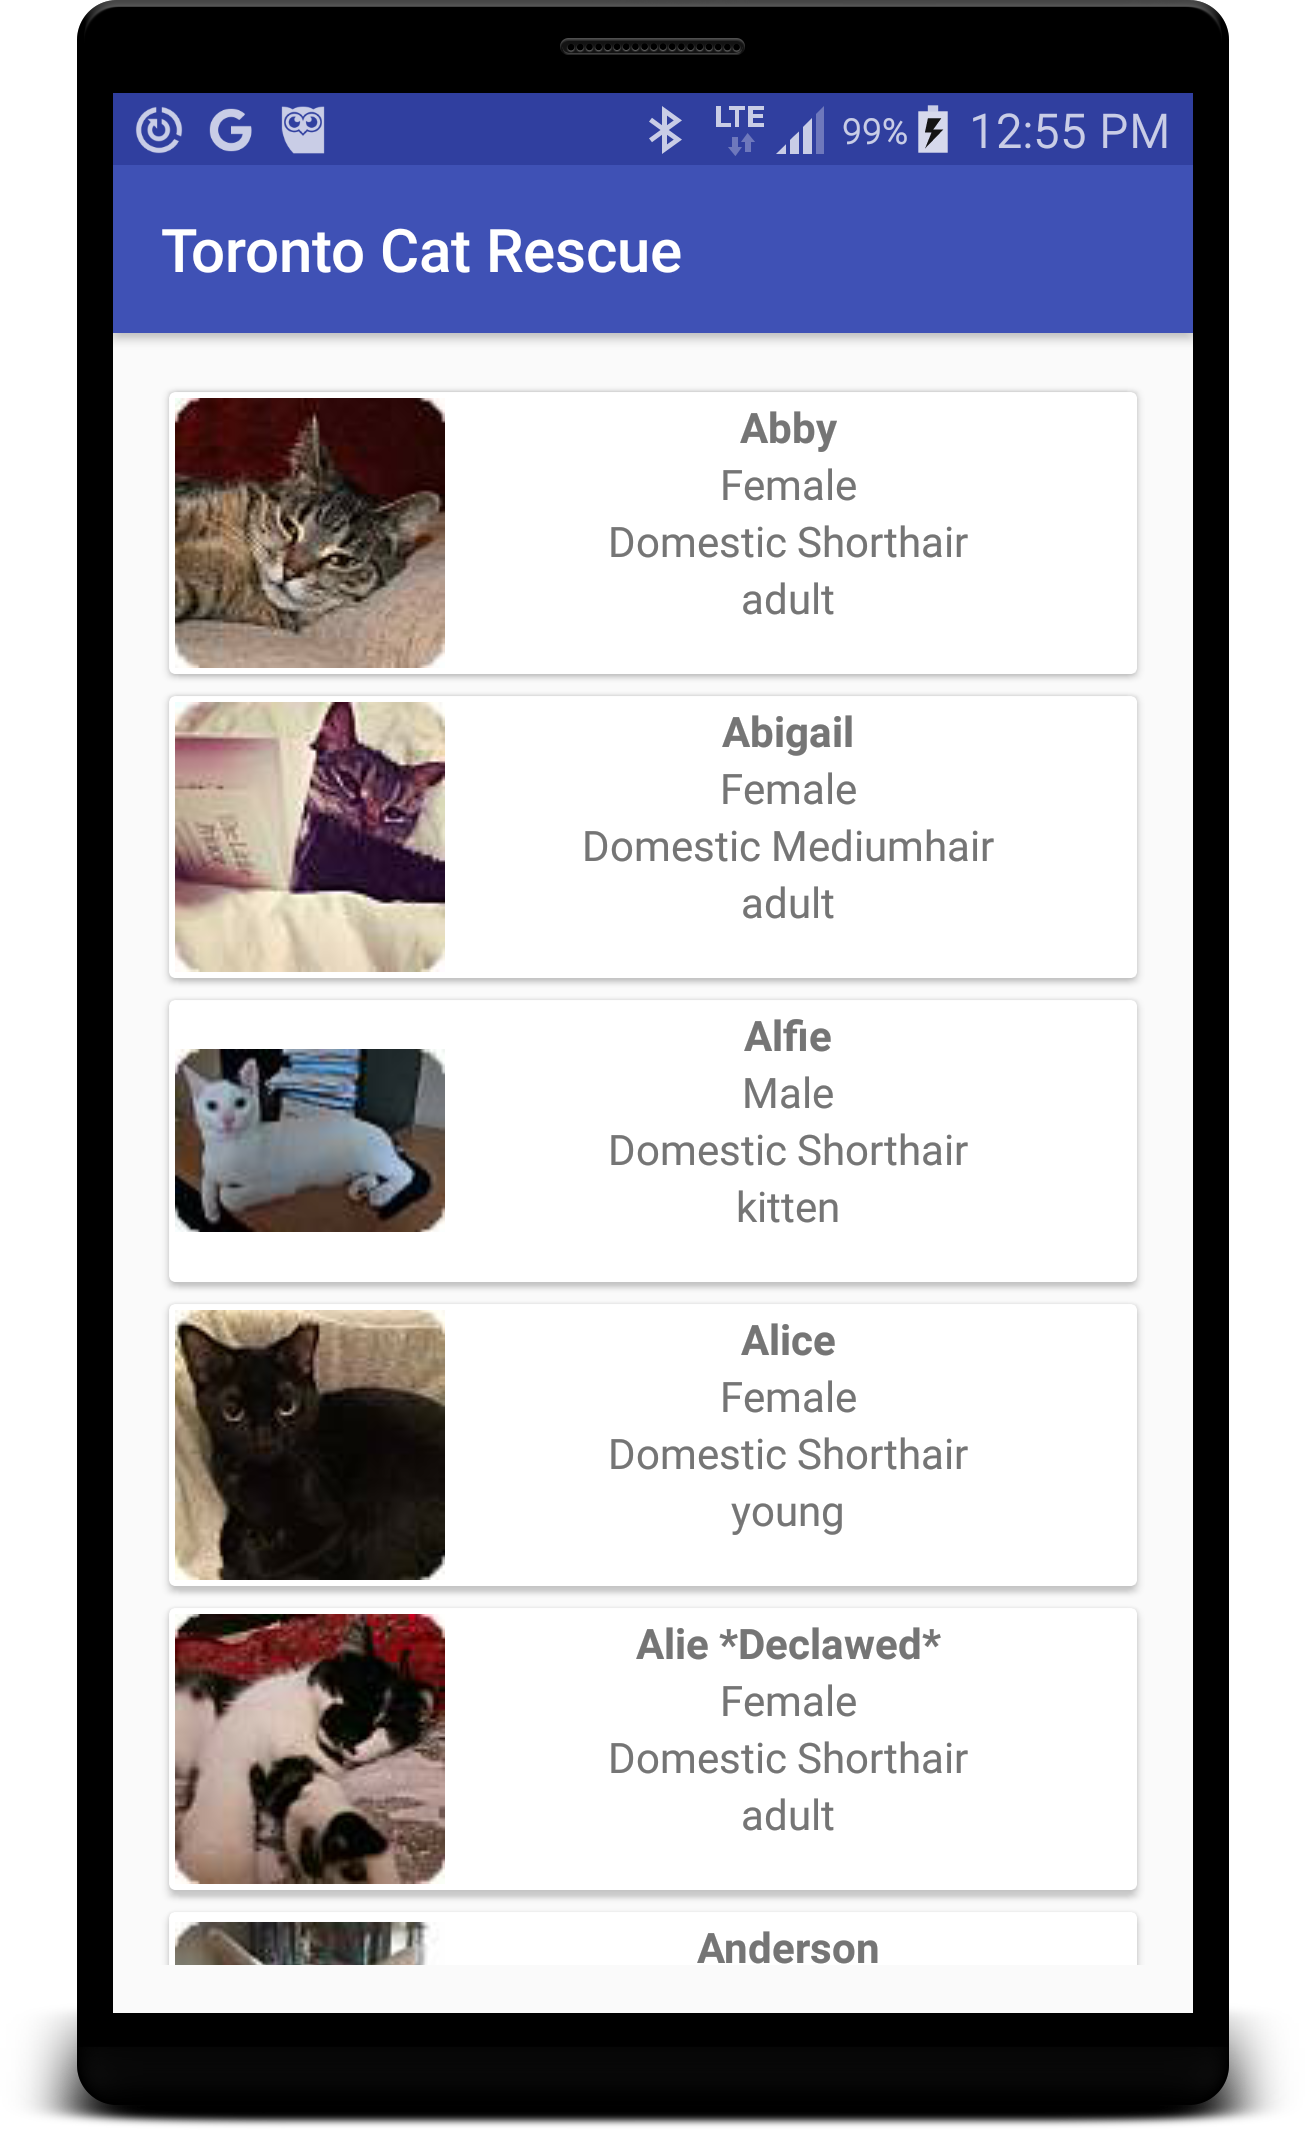 LTE 99% 12:55 PM
Toronto Cat Rescue
Abby
Female
Domestic Shorthair
adult
Abigail
Female
Domestic Mediumhair
adult
Alfie
Male
Domestic Shorthair
kitten
Alice
Female
Domestic Shorthair
young
Alie *Declawed*
Female
Domestic Shorthair
adult
Anderson